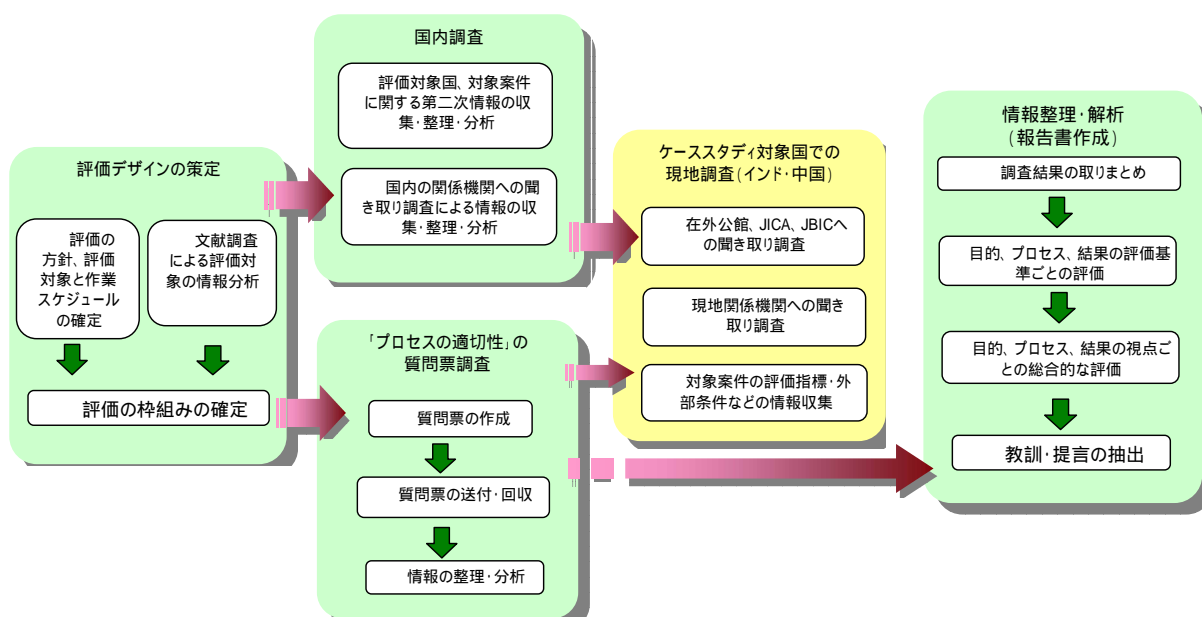 評価デザインの策定
評価の
方針、評価
対象と作業
スケジュール
の確定
文献調査
による評価対
象の情報分析
評価の枠組みの確定
国内調査
評価対象国、対象案件
に関する第二次情報の収
集・整理・分析
国内の関係機関への聞
き取り調査による情報の収
集・整理・分析
「プロセスの適切性」の
質問票調査
質問票の作成
質問票の送付・回収
情報の整理・分析
ケーススタディ対象国での
現地調査(インド・中国)
在外公館、JICA、JBICへ
の聞き取り調査
現地関係機関への聞き
取り調査
対象案件の評価指標・外
部条件などの情報収集
情報整理・解析
(報告書作成)
調査結果の取りまとめ
目的、プロセス、結果の評価基
準ごとの評価
目的、プロセス、結果の視点ご
との総合的な評価
教訓・提言の抽出